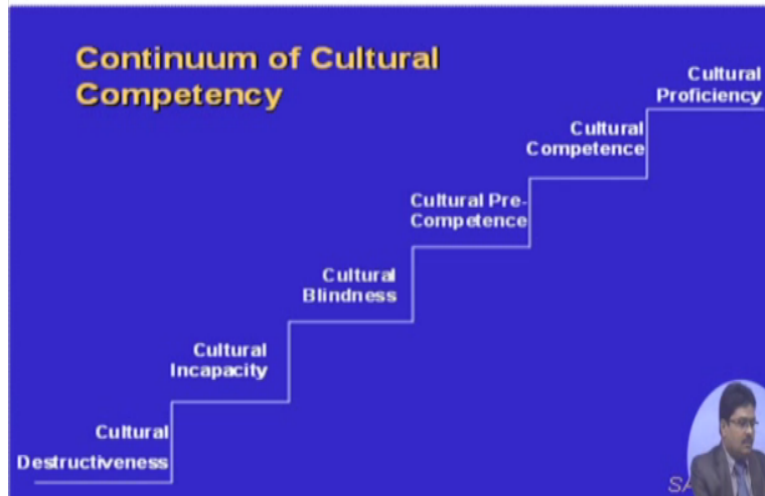 Continuum of Cultural
Competency
Cultural
Proficiency
Cultural
Competence
Cultural Pre-
Competence
Cultural
Blindness
Cultural
Incapacity
Cultural
Destructiveness